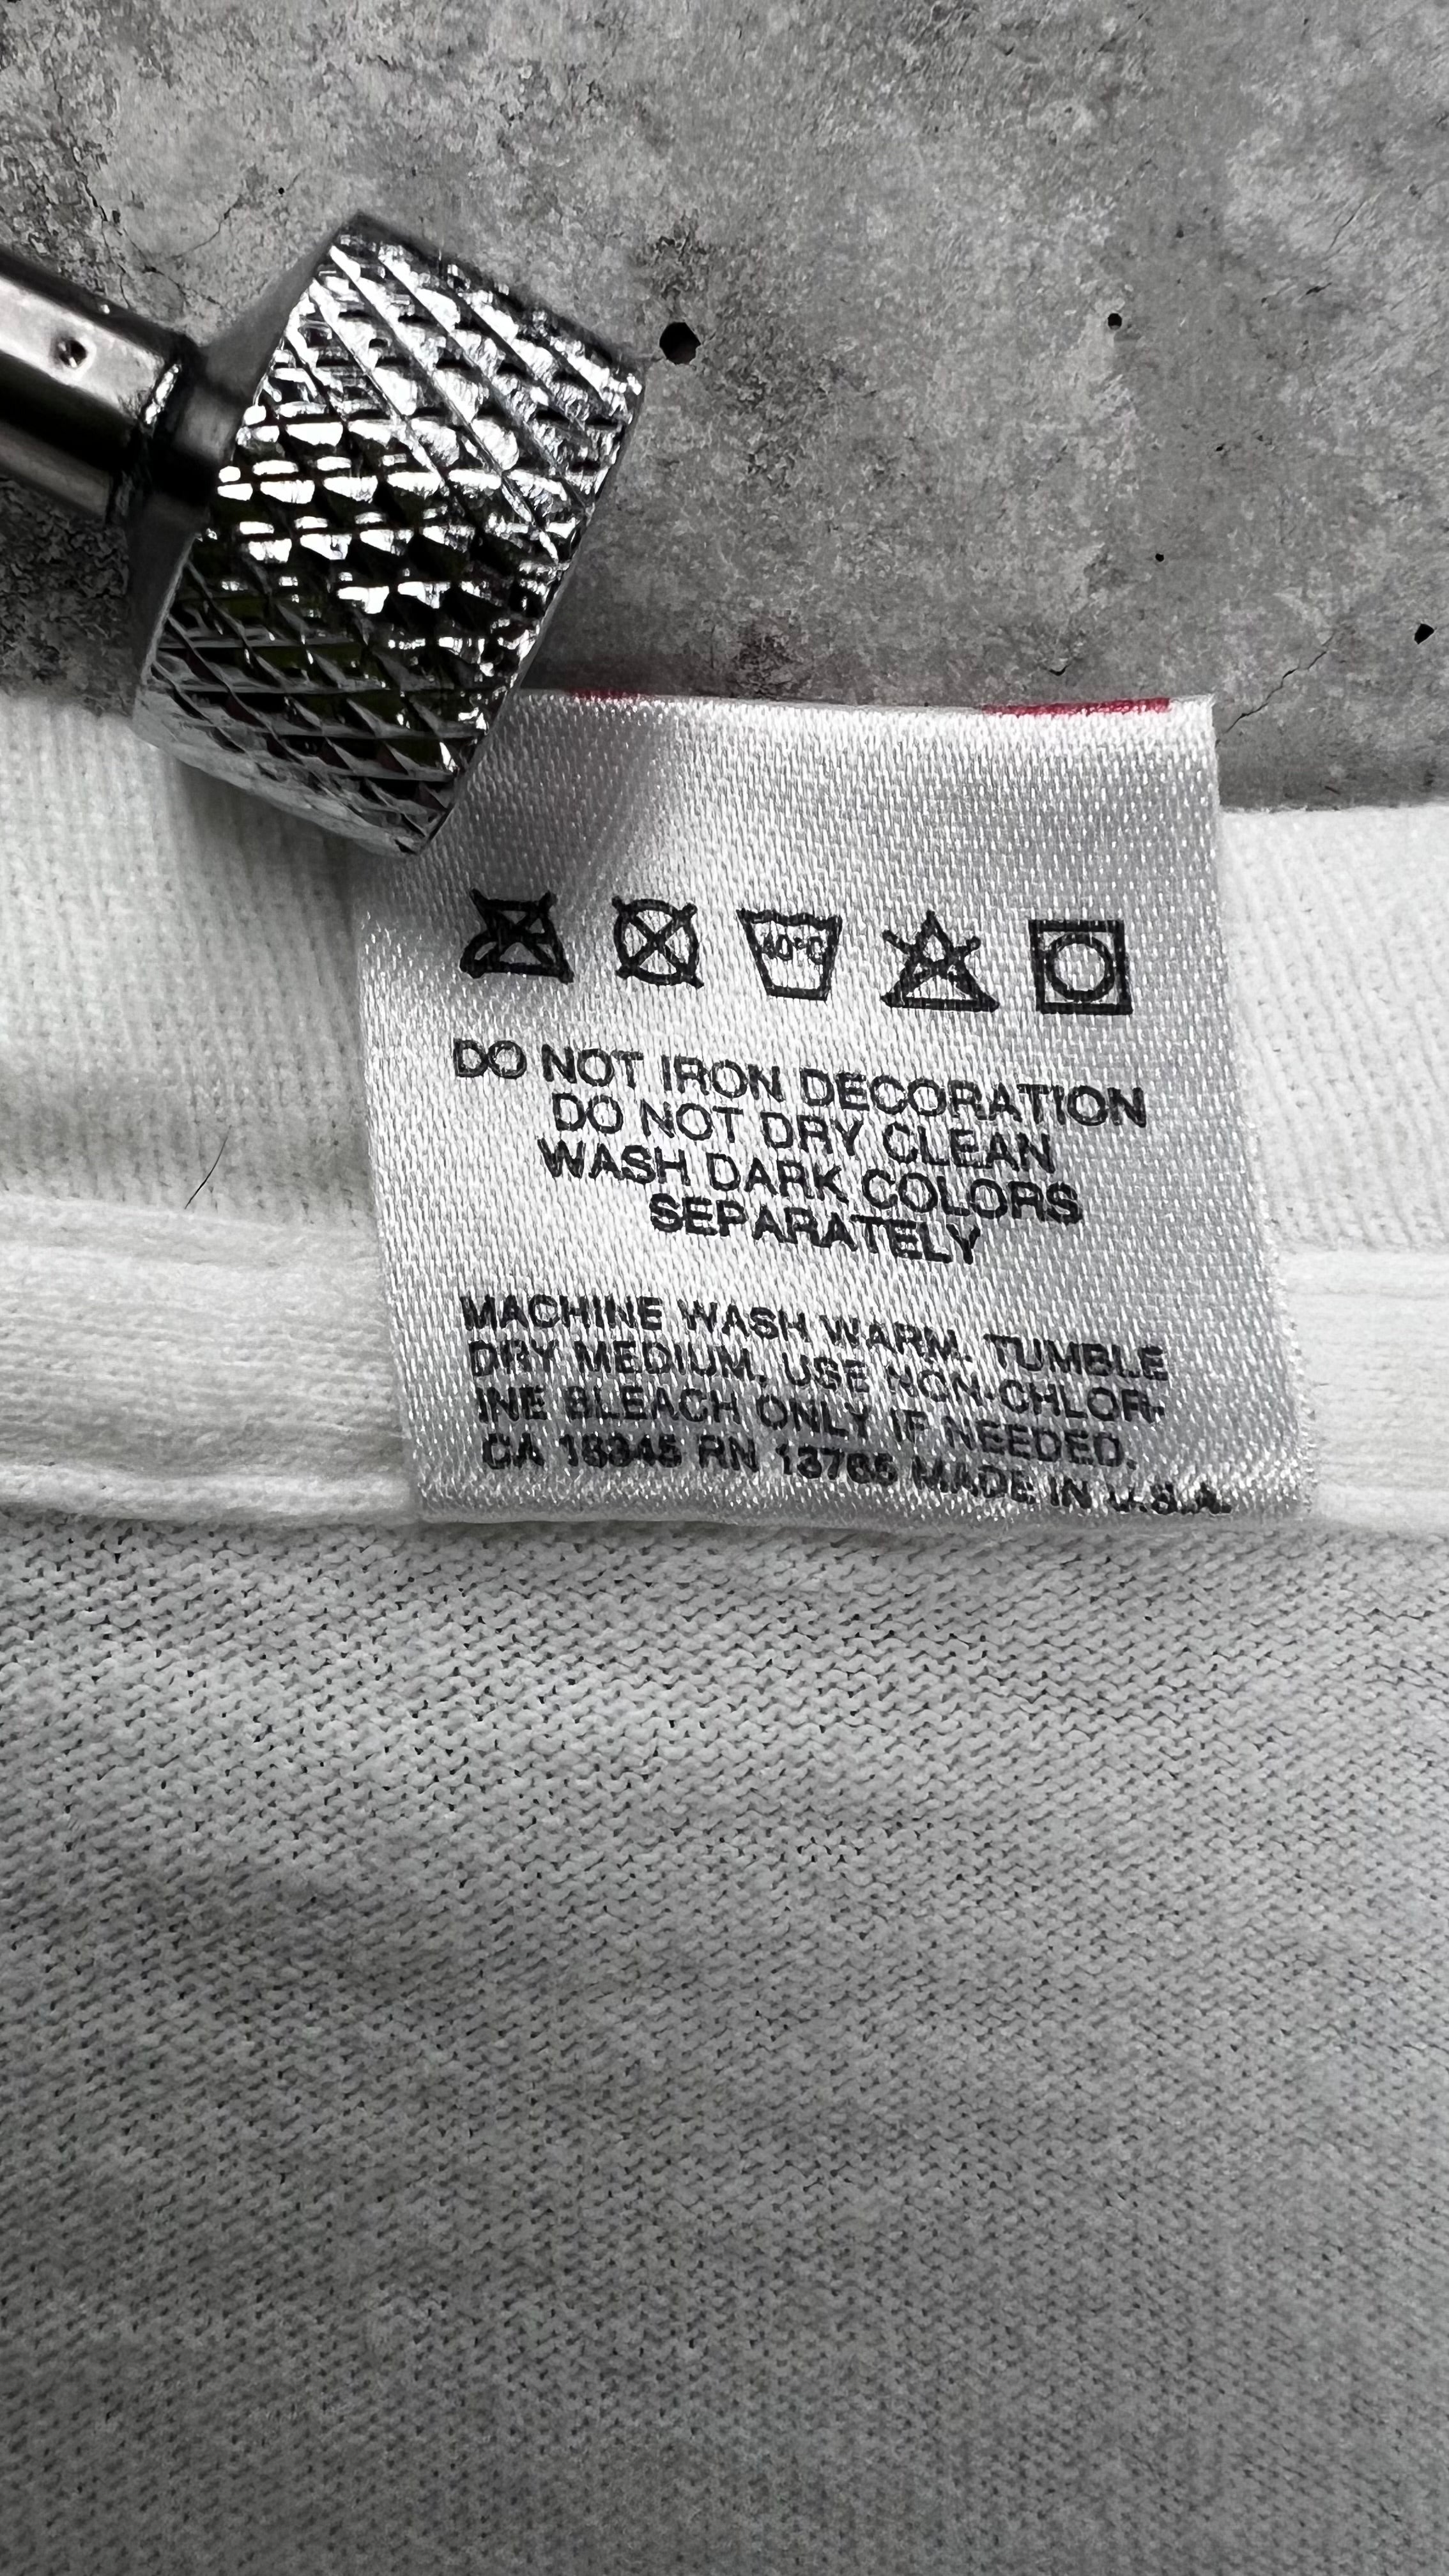 40°C
DO NOT IRON DECORATION
DO NOT DRY CLEAN
WASH DARK COLORS
SEPARATELY
MACHINE WASH WARM. TUMBLE
DRY MEDIUM. USE NON-CHLOR-
INE BLEACH ONLY IF NEEDED.
CA RN 13765 MADE IN U.S.A.